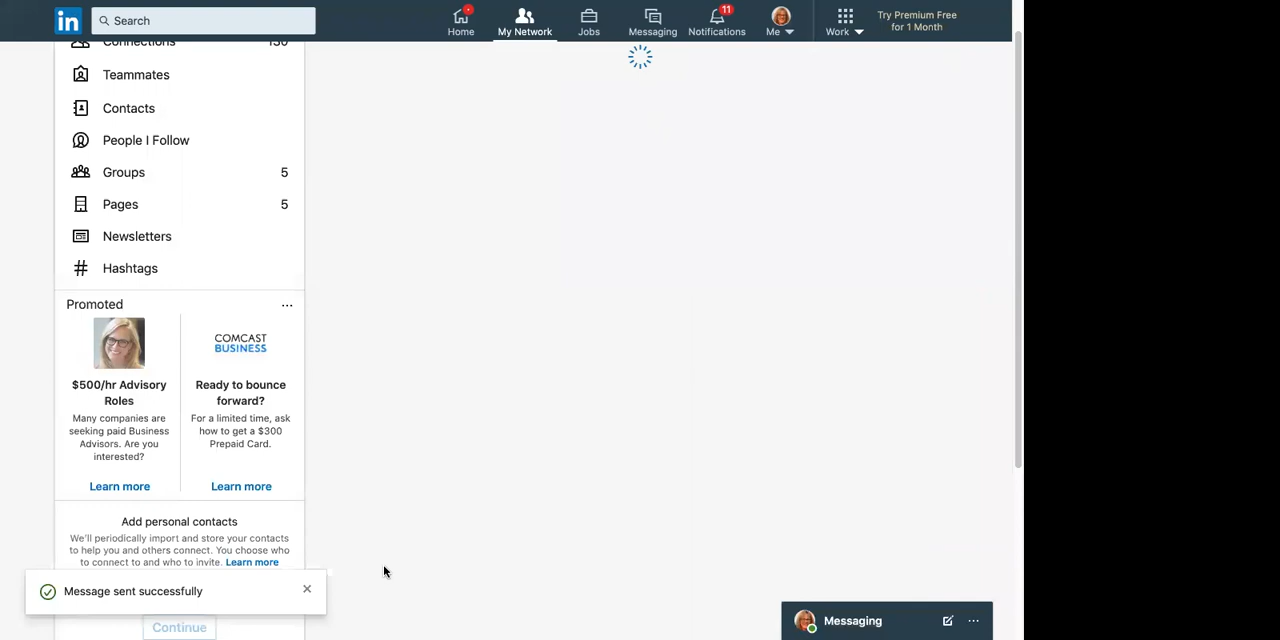 in
Search
Home
My Network
Jobs
Messaging
11
Notifications
Me
Work
Try Premium Free
for 1 Month
Connections
130
Teammates
Contacts
People I Follow
Groups
5
Pages
5
Newsletters
# Hashtags
Promoted
...
$500/hr Advisory
Roles
Many companies are
seeking paid Business
Advisors. Are you
interested?
Learn more
COMCAST
BUSINESS
Ready to bounce
forward?
For a limited time, ask
how to get a $300
Prepaid Card.
Learn more
Add personal contacts
We'll periodically import and store your contacts
to help you and others connect. You choose who
to connect to and who to invite. Learn more
Message sent successfully
Continue
Messaging
...